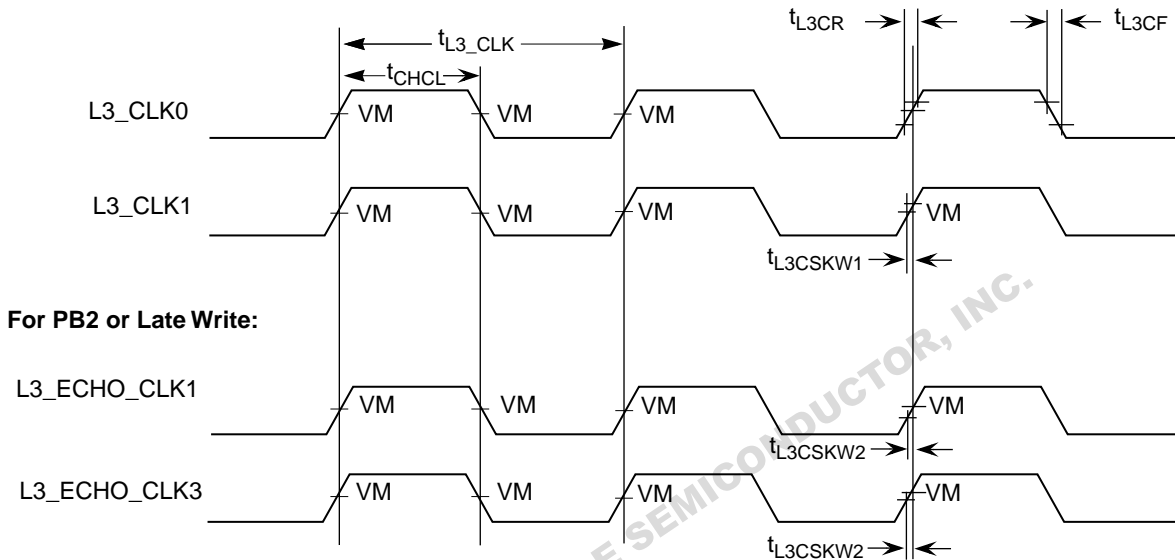 tL3_CLK
tCHCL
tL3CR
tL3CF
L3_CLK0
VM
VM
VM
L3_CLK1
VM
VM
VM
VM
tL3CSKW1
For PB2 or Late Write:
L3_ECHO_CLK1
VM
VM
VM
VM
tL3CSKW2
L3_ECHO_CLK3
VM
VM
VM
VM
tL3CSKW2
E SEMICONDUCTOR, INC.